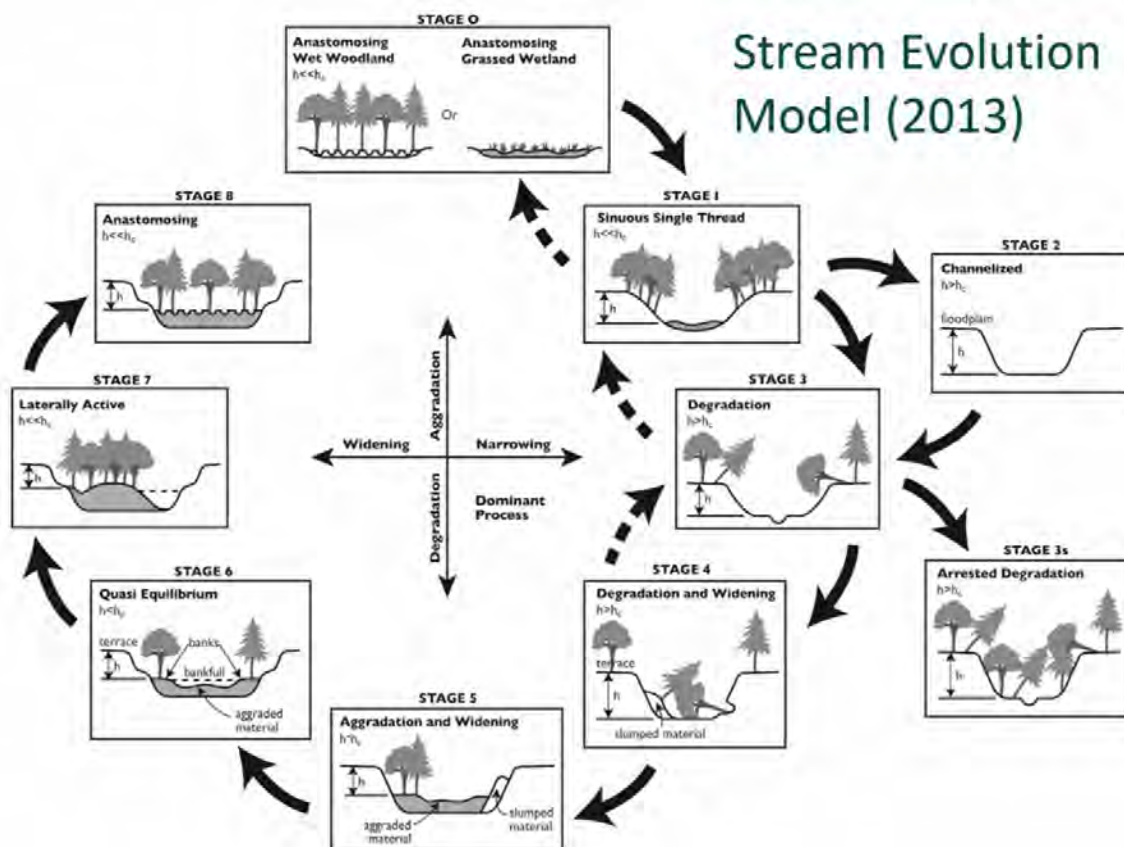 Stream Evolution
Model (2013)
STAGE 0
Anastomosing
Wet Woodland
h<<hc
Or
Anastomosing
Grassed Wetland
STAGE 1
Sinuous Single Thread
h<<hc
h
STAGE 2
Channelized
h>hc
floodplain
h
STAGE 3
Degradation
h>hc
h
STAGE 3s
Arrested Degradation
h>hc
h
STAGE 4
Degradation and Widening
h>hc
terrace
h
slumped material
STAGE 5
Aggradation and Widening
h~hc
h
aggraded
material
slumped
material
STAGE 6
Quasi Equilibrium
h<hc
terrace
banks
h
bankfull
aggraded
material
STAGE 7
Laterally Active
h<<hc
h
STAGE 8
Anastomosing
h<<hc
h
Aggradation
Widening
Narrowing
Degradation
Dominant
Process